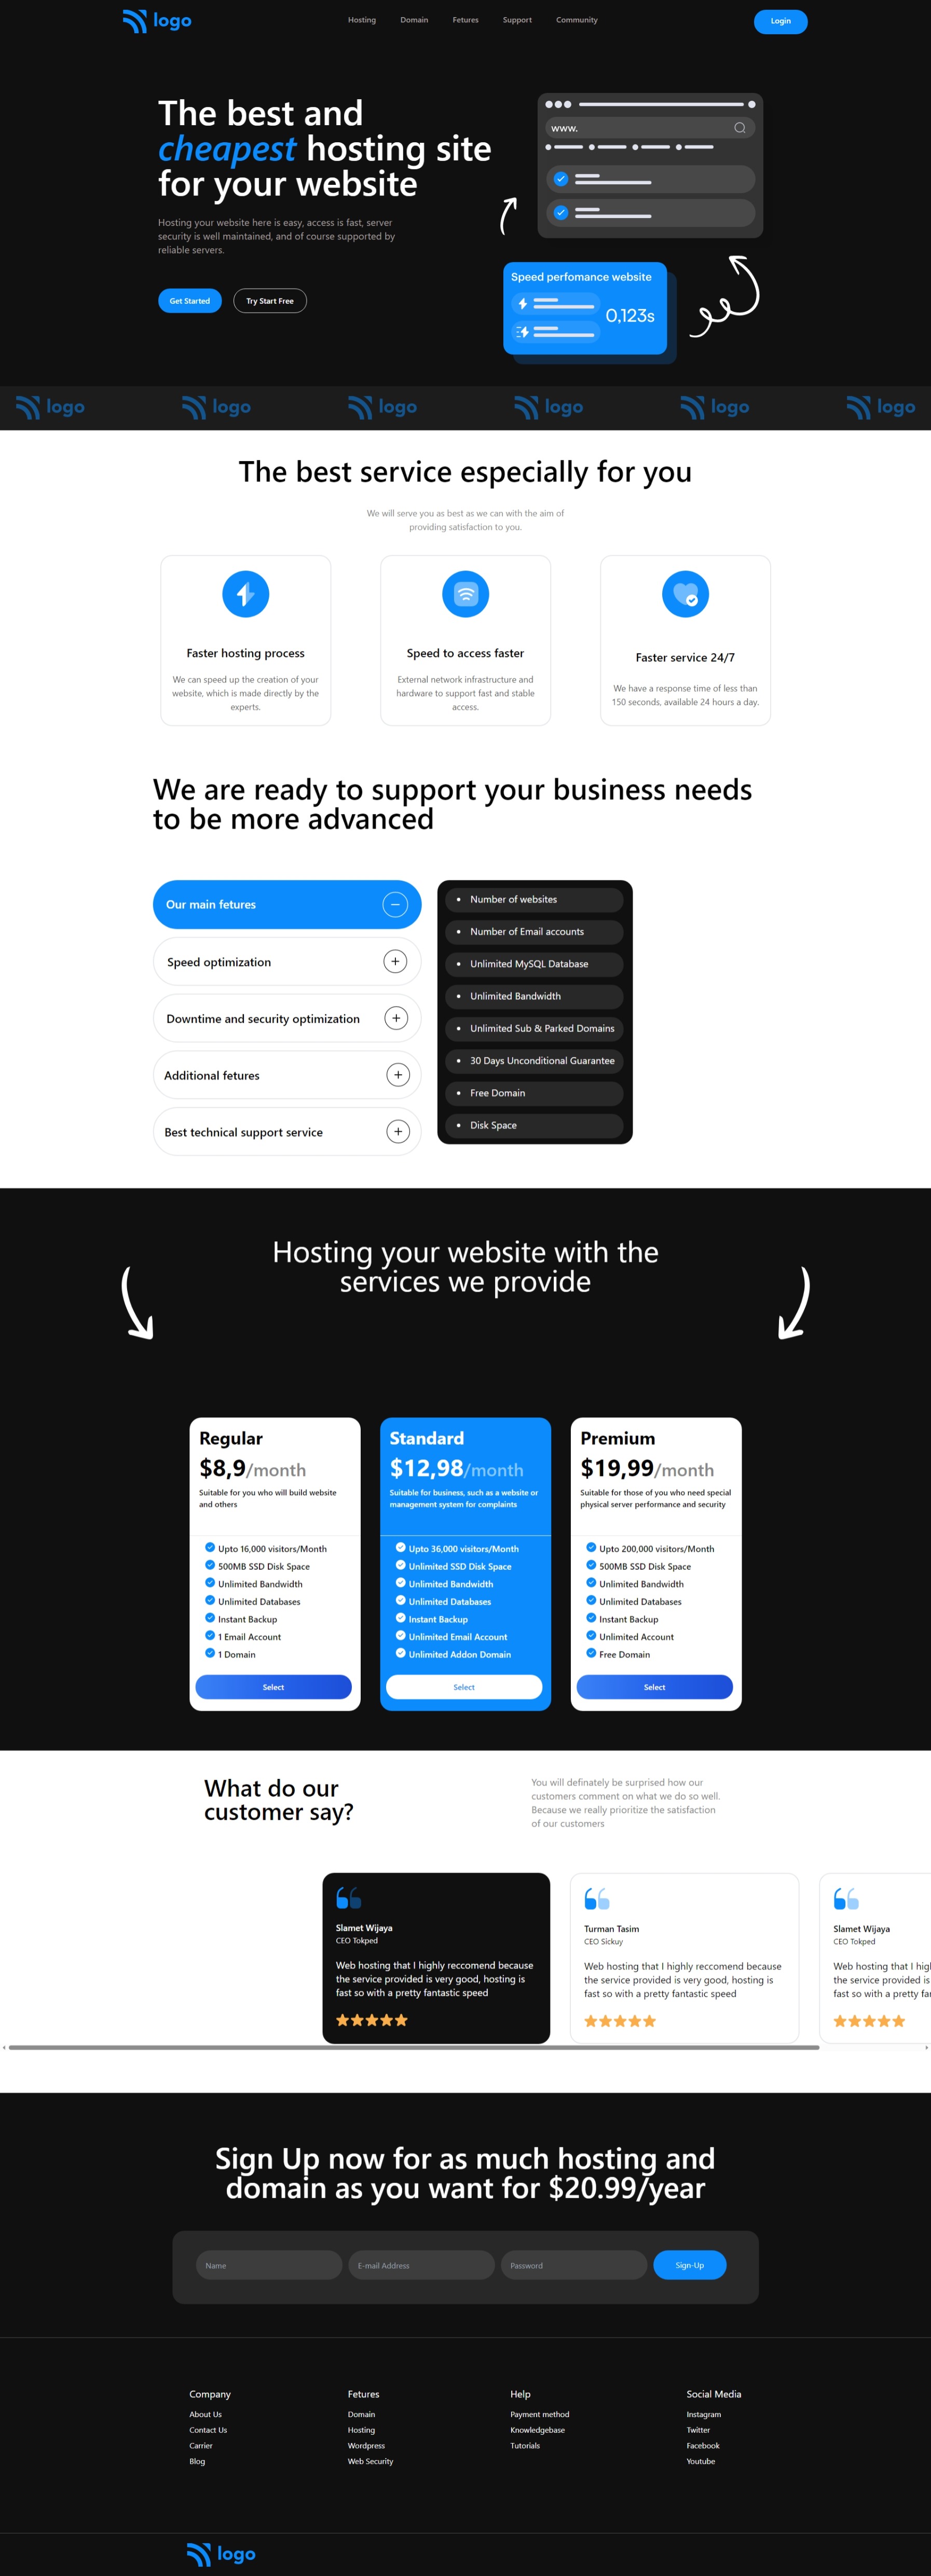 logo
Hosting
Domain
Fetures
Support
Community
Login
The best and
cheapest hosting site
for your website
Hosting your website here is easy, access is fast, server
security is well maintained, and of course supported by
reliable servers.
Get Started
Try Start Free
www.
Speed perfomance website
0,123s
logo
logo
logo
logo
logo
logo
The best service especially for you
We will serve you as best as we can with the aim of
providing satisfaction to you.
Faster hosting process
We can speed up the creation of your
website, which is made directly by the
experts.
Speed to access faster
External network infrastructure and
hardware to support fast and stable
access.
Faster service 24/7
We have a response time of less than
150 seconds, available 24 hours a day.
We are ready to support your business needs
to be more advanced
Our main fetures
Speed optimization
Downtime and security optimization
Additional fetures
Best technical support service
Number of websites
Number of Email accounts
Unlimited MySQL Database
Unlimited Bandwidth
Unlimited Sub & Parked Domains
30 Days Unconditional Guarantee
Free Domain
Disk Space
Hosting your website with the
services we provide
Regular
$8,9/month
Suitable for you who will build website
and others
Upto 16,000 visitors/Month
500MB SSD Disk Space
Unlimited Bandwidth
Unlimited Databases
Instant Backup
1 Email Account
1 Domain
Select
Standard
$12,98/month
Suitable for business, such as a website or
management system for complaints
Upto 36,000 visitors/Month
Unlimited SSD Disk Space
Unlimited Bandwidth
Unlimited Databases
Instant Backup
Unlimited Email Account
Unlimited Addon Domain
Select
Premium
$19,99/month
Suitable for those of you who need special
physical server performance and security
Upto 200,000 visitors/Month
500MB SSD Disk Space
Unlimited Bandwidth
Unlimited Databases
Instant Backup
Unlimited Account
Free Domain
Select
What do our
customer say?
You will definately be surprised how our
customers comment on what we do so well.
Because we really prioritize the satisfaction
of our customers
Slamet Wijaya
CEO Tokped
Web hosting that I highly reccomend because
the service provided is very good, hosting is
fast so with a pretty fantastic speed
Turman Tasim
CEO Sickuy
Web hosting that I highly reccomend because
the service provided is very good, hosting is
fast so with a pretty fantastic speed
Slamet Wijaya
CEO Tokped
Web hosting that I higl
the service provided is
fast so with a pretty fa
Sign Up now for as much hosting and
domain as you want for $20.99/year
Name
E-mail Address
Password
Sign-Up
Company
About Us
Contact Us
Carrier
Blog
Fetures
Domain
Hosting
Wordpress
Web Security
Help
Payment method
Knowledgebase
Tutorials
Social Media
Instagram
Twitter
Facebook
Youtube
logo